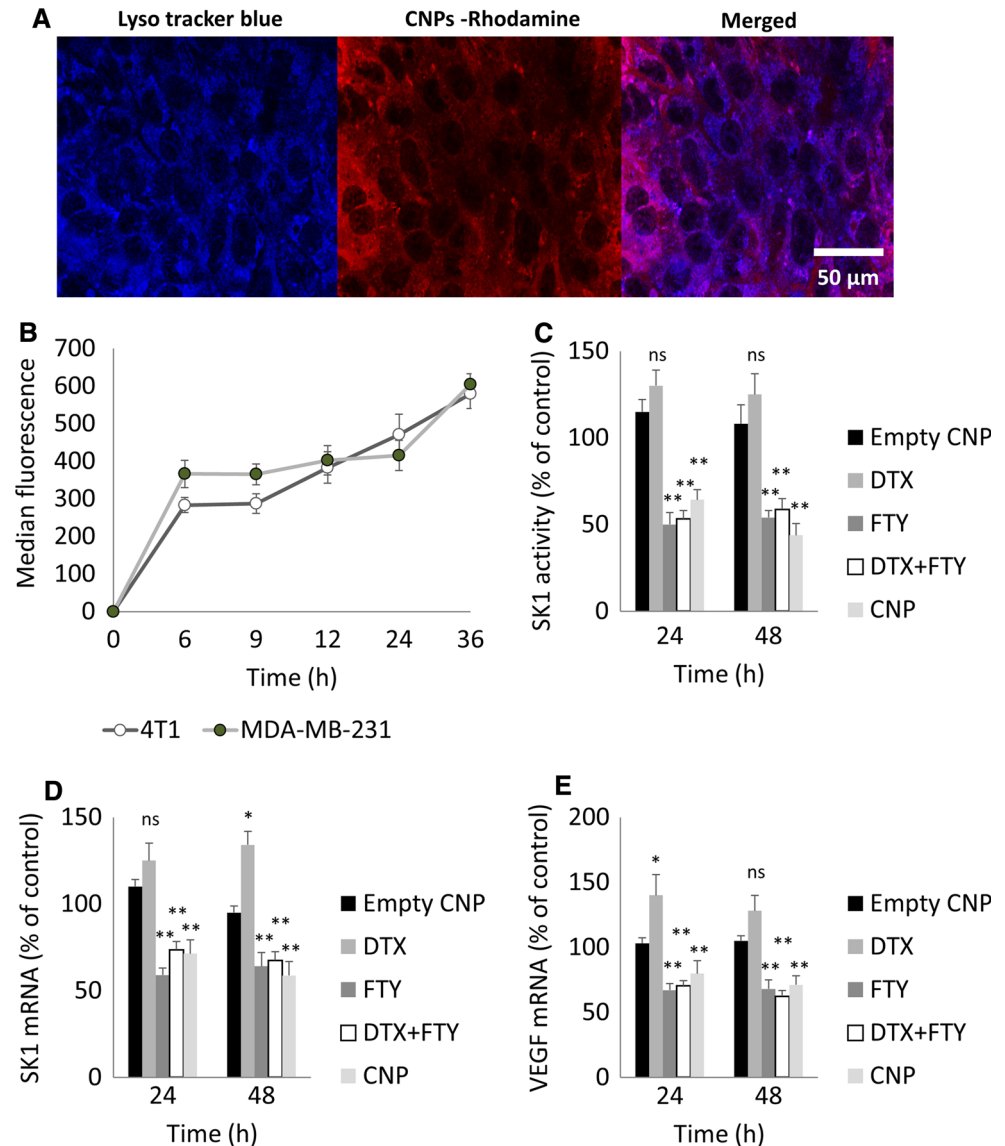 A
Lyso tracker blue
CNPs -Rhodamine
Merged
50 µm
B
Median fluorescence
700
600
500
400
300
200
100
0
0 6 9 12 24 36
Time (h)
4T1 MDA-MB-231
C
SK1 activity (% of control)
150
100
50
0
ns
**
**
**
ns
**
**
**
24 48
Time (h)
Empty CNP
DTX
FTY
DTX+FTY
CNP
D
SK1 mRNA (% of control)
150
100
50
0
ns
**
**
**
*
**
**
**
24 48
Time (h)
Empty CNP
DTX
FTY
DTX+FTY
CNP
E
VEGF mRNA (% of control)
200
150
100
50
0
*
**
**
**
ns
**
**
**
24 48
Time (h)
Empty CNP
DTX
FTY
DTX+FTY
CNP